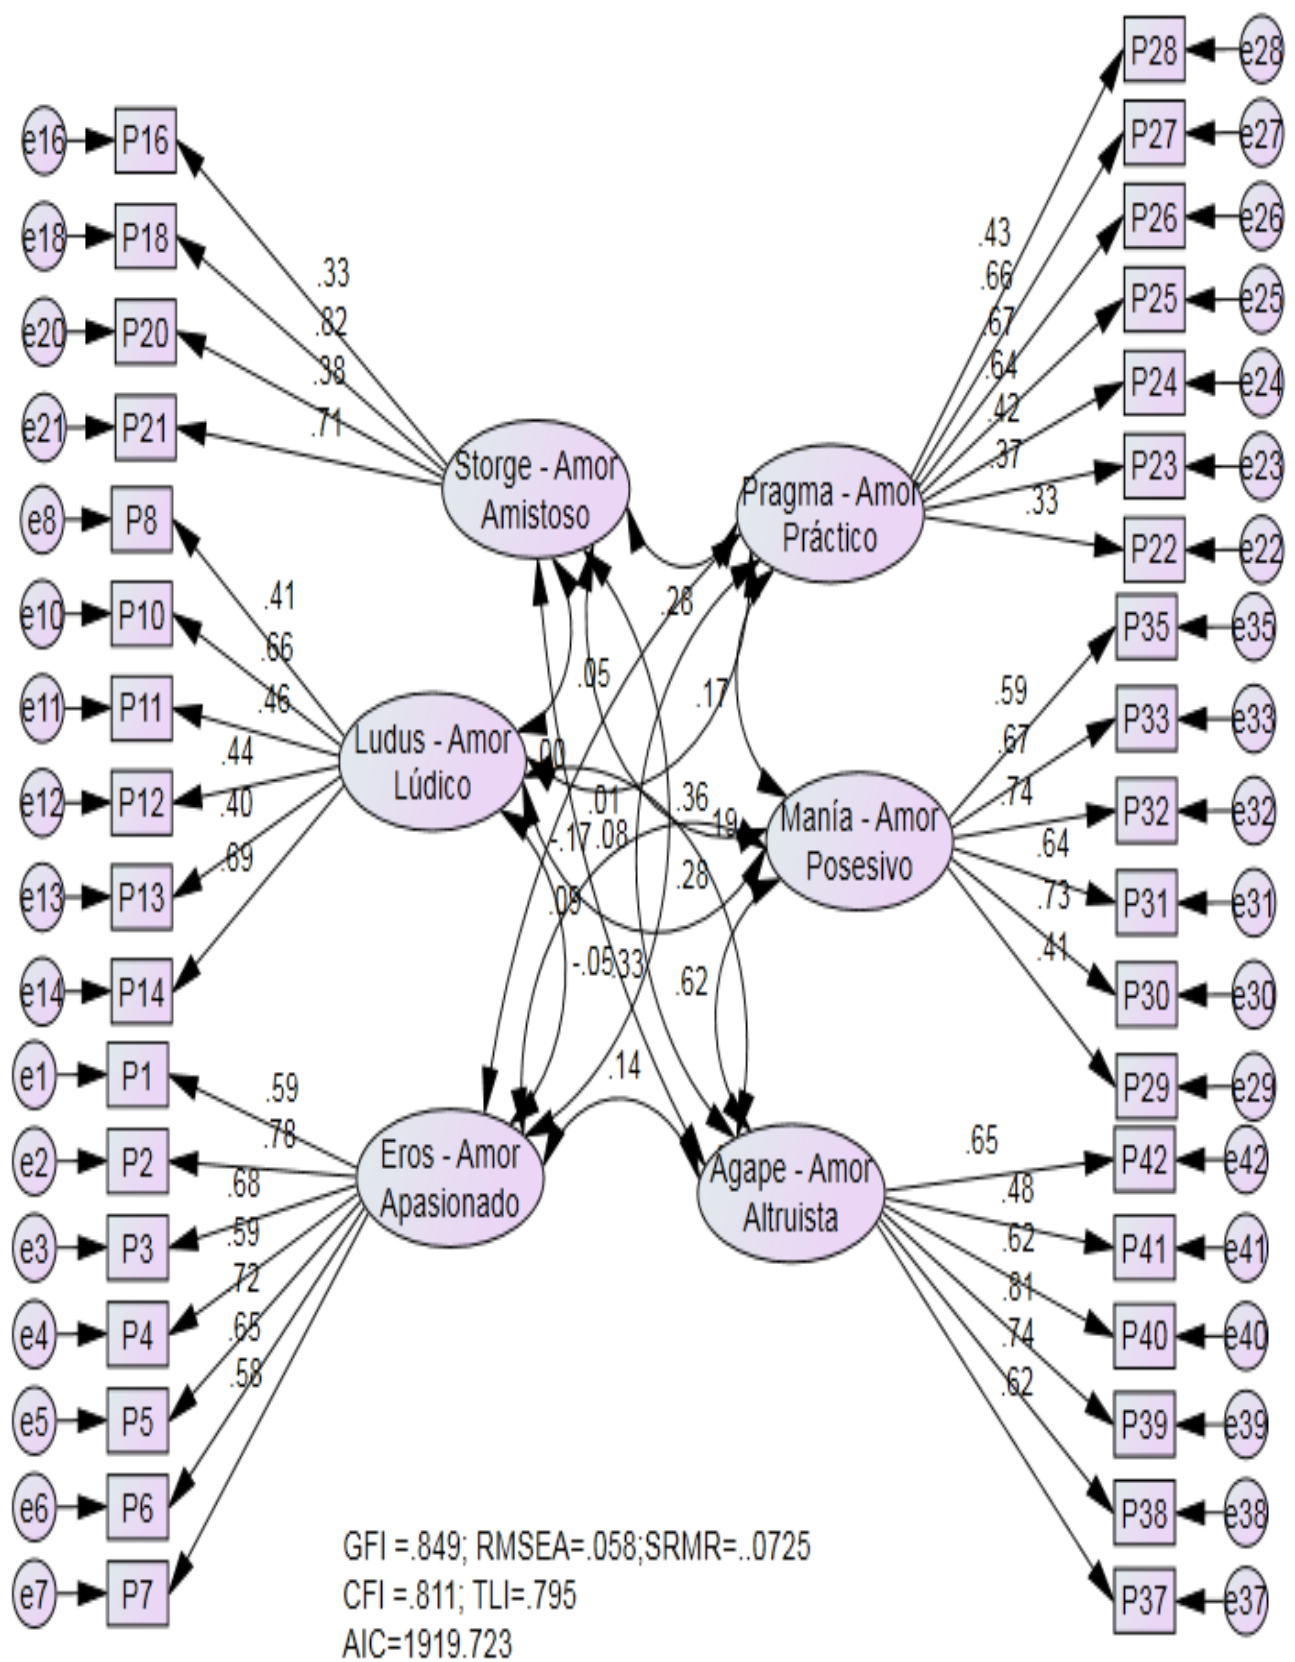 P28
e28
e16
P16
P27
e27
P26
e26
e18
P18
.43
.33
.66
P25
e25
e20
P20
.82
.67
.38
.64
P24
e24
e21
P21
.71
.42
.37
P23
e23
Storge - Amor
Amistoso
Pragma - Amor
Práctico
.33
P22
e22
e8
P8
.41
.28
e10
P10
P35
e35
.66
.05
.17
.59
.46
e11
P11
P33
e33
.67
Ludus - Amor
Lúdico
.44
.00
e12
P12
.40
.01
.36
.19
.74
P32
e32
Manía - Amor
Posesivo
-.17
.08
.64
.69
.28
.09
.73
e13
P13
P31
e31
.41
-.05
.33
.62
e14
P14
P30
e30
e1
P1
.59
.14
P29
e29
.78
.65
e2
P2
Eros - Amor
Apasionado
Agape - Amor
Altruista
P42
e42
.68
.48
e3
P3
.59
.62
P41
e41
.72
.81
e4
P4
.65
.74
P40
e40
.58
.62
e5
P5
P39
e39
e6
P6
P38
e38
GFI =.849; RMSEA=.058;SRMR=..0725
e7
P7
CFI =.811; TLI=.795
P37
e37
AIC=1919.723